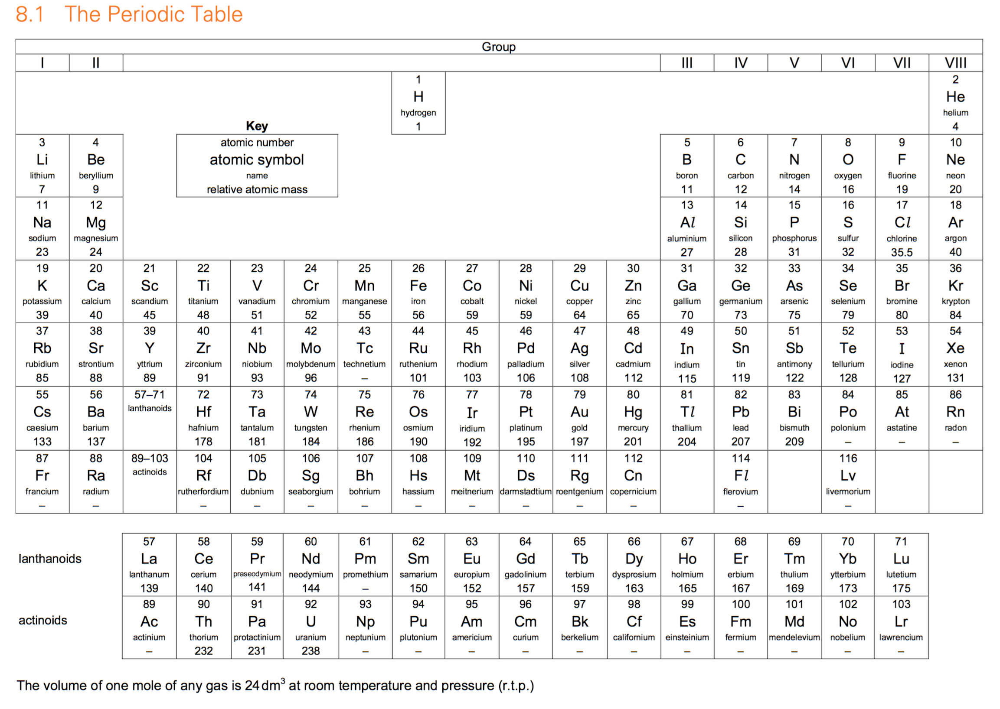 8.1 The Periodic Table
Group
I II III IV V VI VII VIII
1 2
H He
hydrogen helium
1 4
Key
3 4 atomic number 5 6 7 8 9 10
Li Be atomic symbol B C N O F Ne
lithium beryllium name boron carbon nitrogen oxygen fluorine neon
7 9 relative atomic mass 11 12 14 16 19 20
11 12 13 14 15 16 17 18
Na Mg Al Si P S Cl Ar
sodium magnesium aluminium silicon phosphorus sulfur chlorine argon
23 24 27 28 31 32 35.5 40
19 20 21 22 23 24 25 26 27 28 29 30 31 32 33 34 35 36
K Ca Sc Ti V Cr Mn Fe Co Ni Cu Zn Ga Ge As Se Br Kr
potassium calcium scandium titanium vanadium chromium manganese iron cobalt nickel copper zinc gallium germanium arsenic selenium bromine krypton
39 40 45 48 51 52 55 56 59 59 64 65 70 73 75 79 80 84
37 38 39 40 41 42 43 44 45 46 47 48 49 50 51 52 53 54
Rb Sr Y Zr Nb Mo Tc Ru Rh Pd Ag Cd In Sn Sb Te I Xe
rubidium strontium yttrium zirconium niobium molybdenum technetium ruthenium rhodium palladium silver cadmium indium tin antimony tellurium iodine xenon
85 88 89 91 93 96 – 101 103 106 108 112 115 119 122 128 127 131
55 56 57–71 72 73 74 75 76 77 78 79 80 81 82 83 84 85 86
Cs Ba lanthanoids Hf Ta W Re Os Ir Pt Au Hg Tl Pb Bi Po At Rn
caesium barium hafnium tantalum tungsten rhenium osmium iridium platinum gold mercury thallium lead bismuth polonium astatine radon
133 137 178 181 184 186 190 192 195 197 201 204 207 209 – – –
87 88 89–103 104 105 106 107 108 109 110 111 112 114 116
Fr Ra actinoids Rf Db Sg Bh Hs Mt Ds Rg Cn Fl Lv
francium radium rutherfordium dubnium seaborgium bohrium hassium meitnerium darmstadtium roentgenium copernicium flerovium livermorium
– – – – – – – – – – – – –
57 58 59 60 61 62 63 64 65 66 67 68 69 70 71
lanthanoids La Ce Pr Nd Pm Sm Eu Gd Tb Dy Ho Er Tm Yb Lu
lanthanum cerium praseodymium neodymium promethium samarium europium gadolinium terbium dysprosium holmium erbium thulium ytterbium lutetium
139 140 141 144 – 150 152 157 159 163 165 167 169 173 175
89 90 91 92 93 94 95 96 97 98 99 100 101 102 103
actinoids Ac Th Pa U Np Pu Am Cm Bk Cf Es Fm Md No Lr
actinium thorium protactinium uranium neptunium plutonium americium curium berkelium californium einsteinium fermium mendelevium nobelium lawrencium
– 232 231 238 – – – – – – – – – – –
The volume of one mole of any gas is 24 dm³ at room temperature and pressure (r.t.p.)